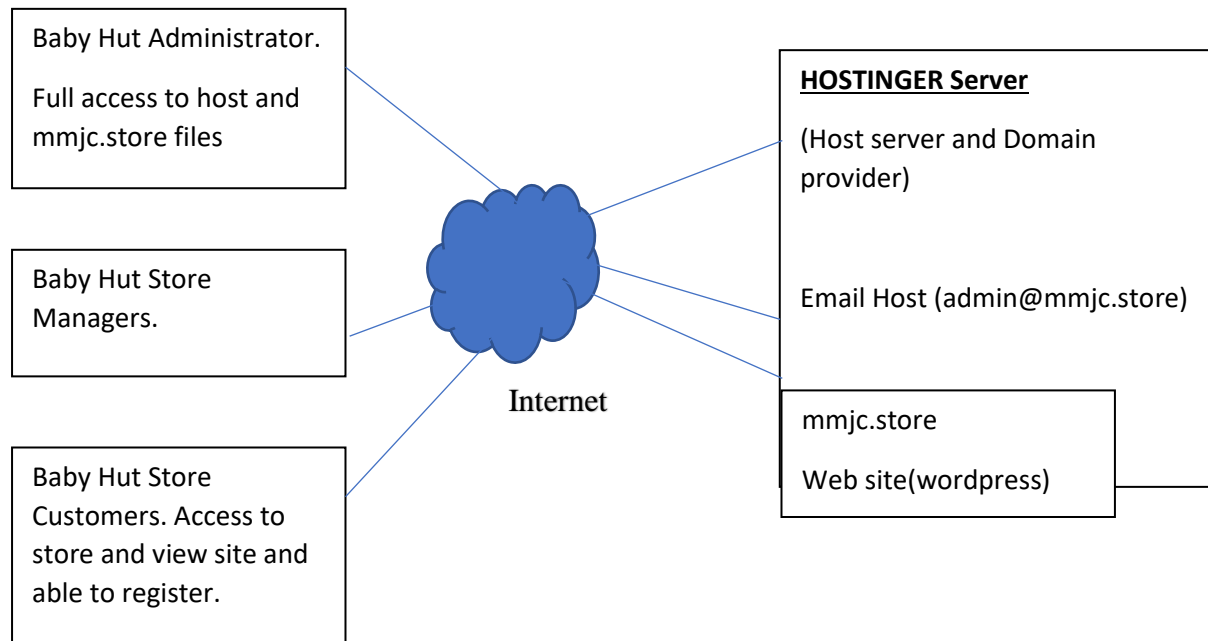 Baby Hut Administrator.
Full access to host and
mmjc.store files
Baby Hut Store
Managers.
Baby Hut Store
Customers. Access to
store and view site and
able to register.
Internet
HOSTINGER Server
(Host server and Domain
provider)
Email Host (admin@mmjc.store)
mmjc.store
Web site(wordpress)